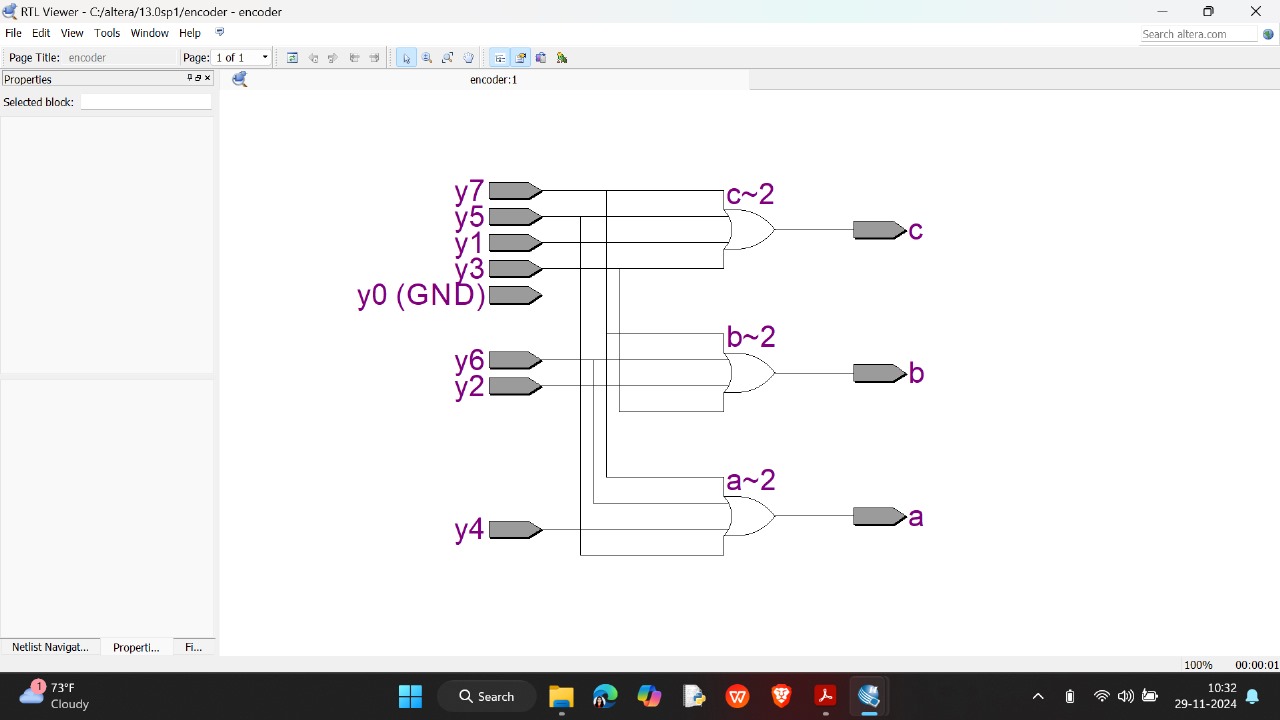 RTL Viewer - C:/altera/13.0sp1/encoder - encoder
File Edit View Tools Window Help
Search altera.com
Page Title: encoder Page: 1 of 1
Properties
encoder:1
Selected block:
y7
c~2
y5
c
y1
y3
y0 (GND)
b~2
y6
b
y2
a~2
y4
a
Netlist Navigat... Properti... Fi...
100% 00:00:01
1
73°F
Cloudy
Search
10:32
29-11-2024